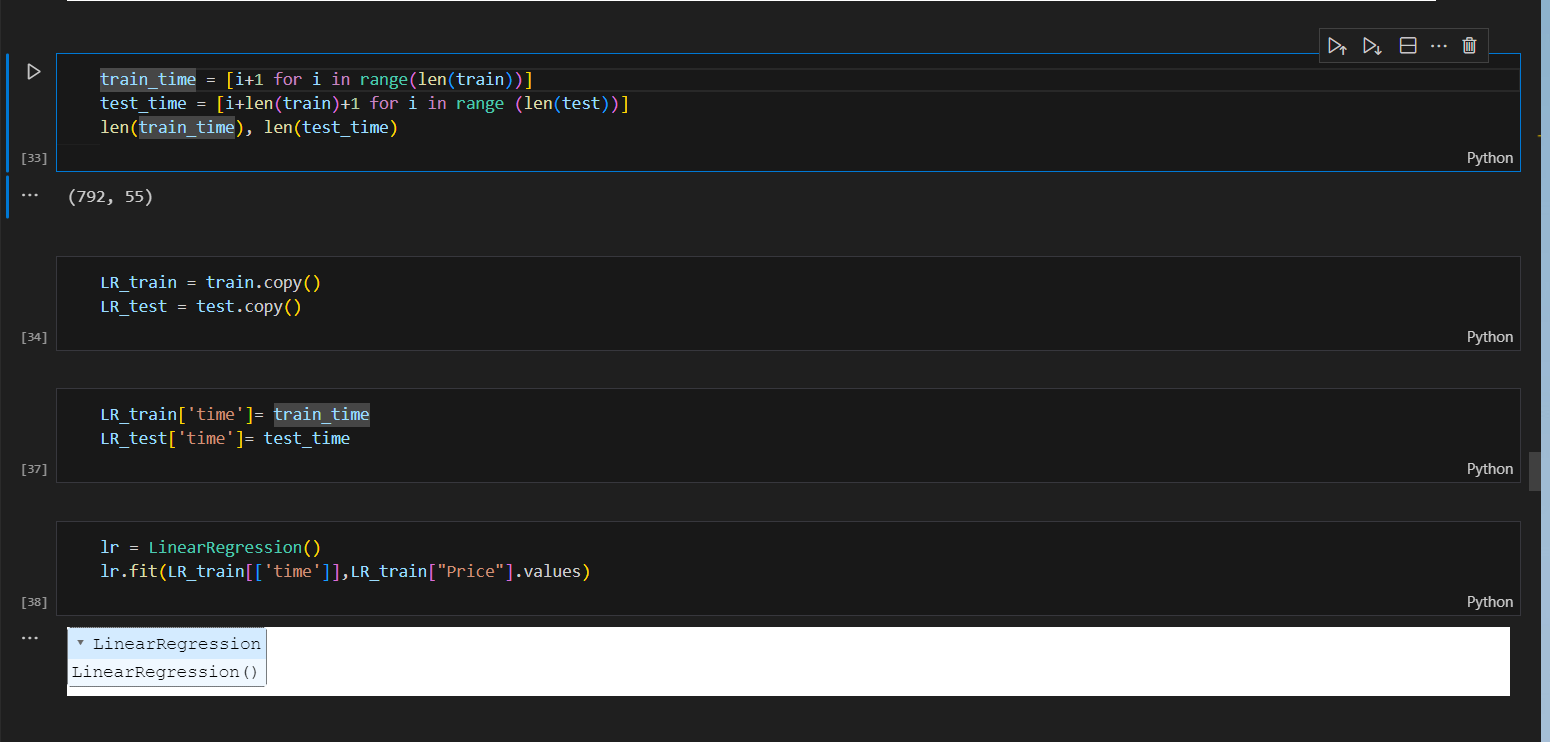 train_time = [i+1 for i in range(len(train))]
test_time = [i+len(train)+1 for i in range (len(test))]
len(train_time), len(test_time)
[33]
Python
... (792, 55)
LR_train = train.copy()
LR_test = test.copy()
[34]
Python
LR_train['time']= train_time
LR_test['time']= test_time
[37]
Python
lr = LinearRegression()
lr.fit(LR_train[['time']],LR_train["Price"].values)
[38]
Python
...
LinearRegression
LinearRegression()